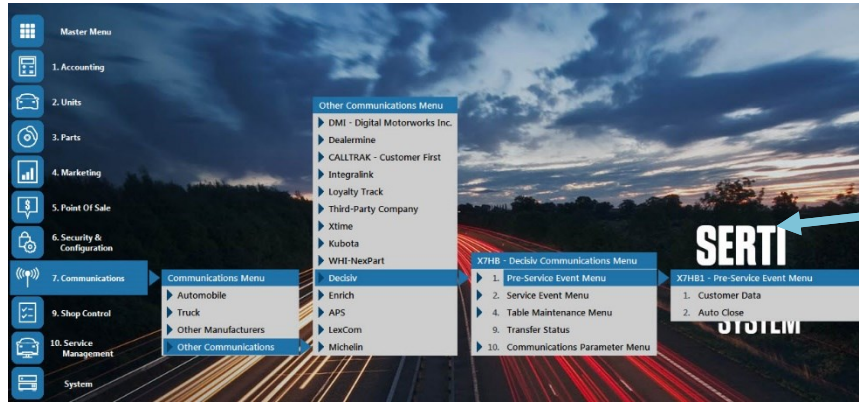 Master Menu
1. Accounting
2. Units
3. Parts
4. Marketing
5. Point Of Sale
6. Security &
Configuration
7. Communications
9. Shop Control
10. Service
Management
System
Communications Menu
Automobile
Truck
Other Manufacturers
Other Communications
Other Communications Menu
DMI - Digital Motorworks Inc.
Dealermine
CALLTRAK - Customer First
Integralink
Loyalty Track
Third-Party Company
Xtime
Kubota
WHI-NexPart
Decisiv
Enrich
APS
LexCom
Michelin
X7HB - Decisiv Communications Menu
1. Pre-Service Event Menu
2. Service Event Menu
4. Table Maintenance Menu
9. Transfer Status
10. Communications Parameter Menu
X7HB1 - Pre-Service Event Menu
1. Customer Data
2. Auto Close
SERTI
SYSTEM